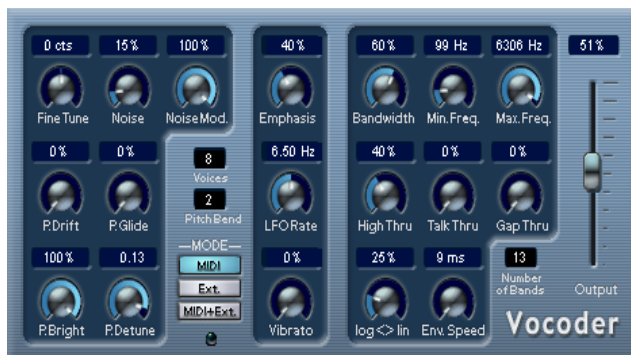 0 cts 15% 100% 40% 60% 99 Hz 6306 Hz 51%
Fine Tune Noise Noise Mod. Emphasis Bandwidth Min. Freq. Max. Freq.
0% 0% 8 6.50 Hz 40% 0% 0%
Voices
2
P.Drift P.Glide Pitch Bend LFO Rate High Thru Talk Thru Gap Thru
MODE
100% 0.13 MIDI 0% 25% 9 ms 13
Ext. Number
of Bands Output
MIDI+Ext.
P.Bright P.Detune Vibrato log <> lin Env. Speed Vocoder